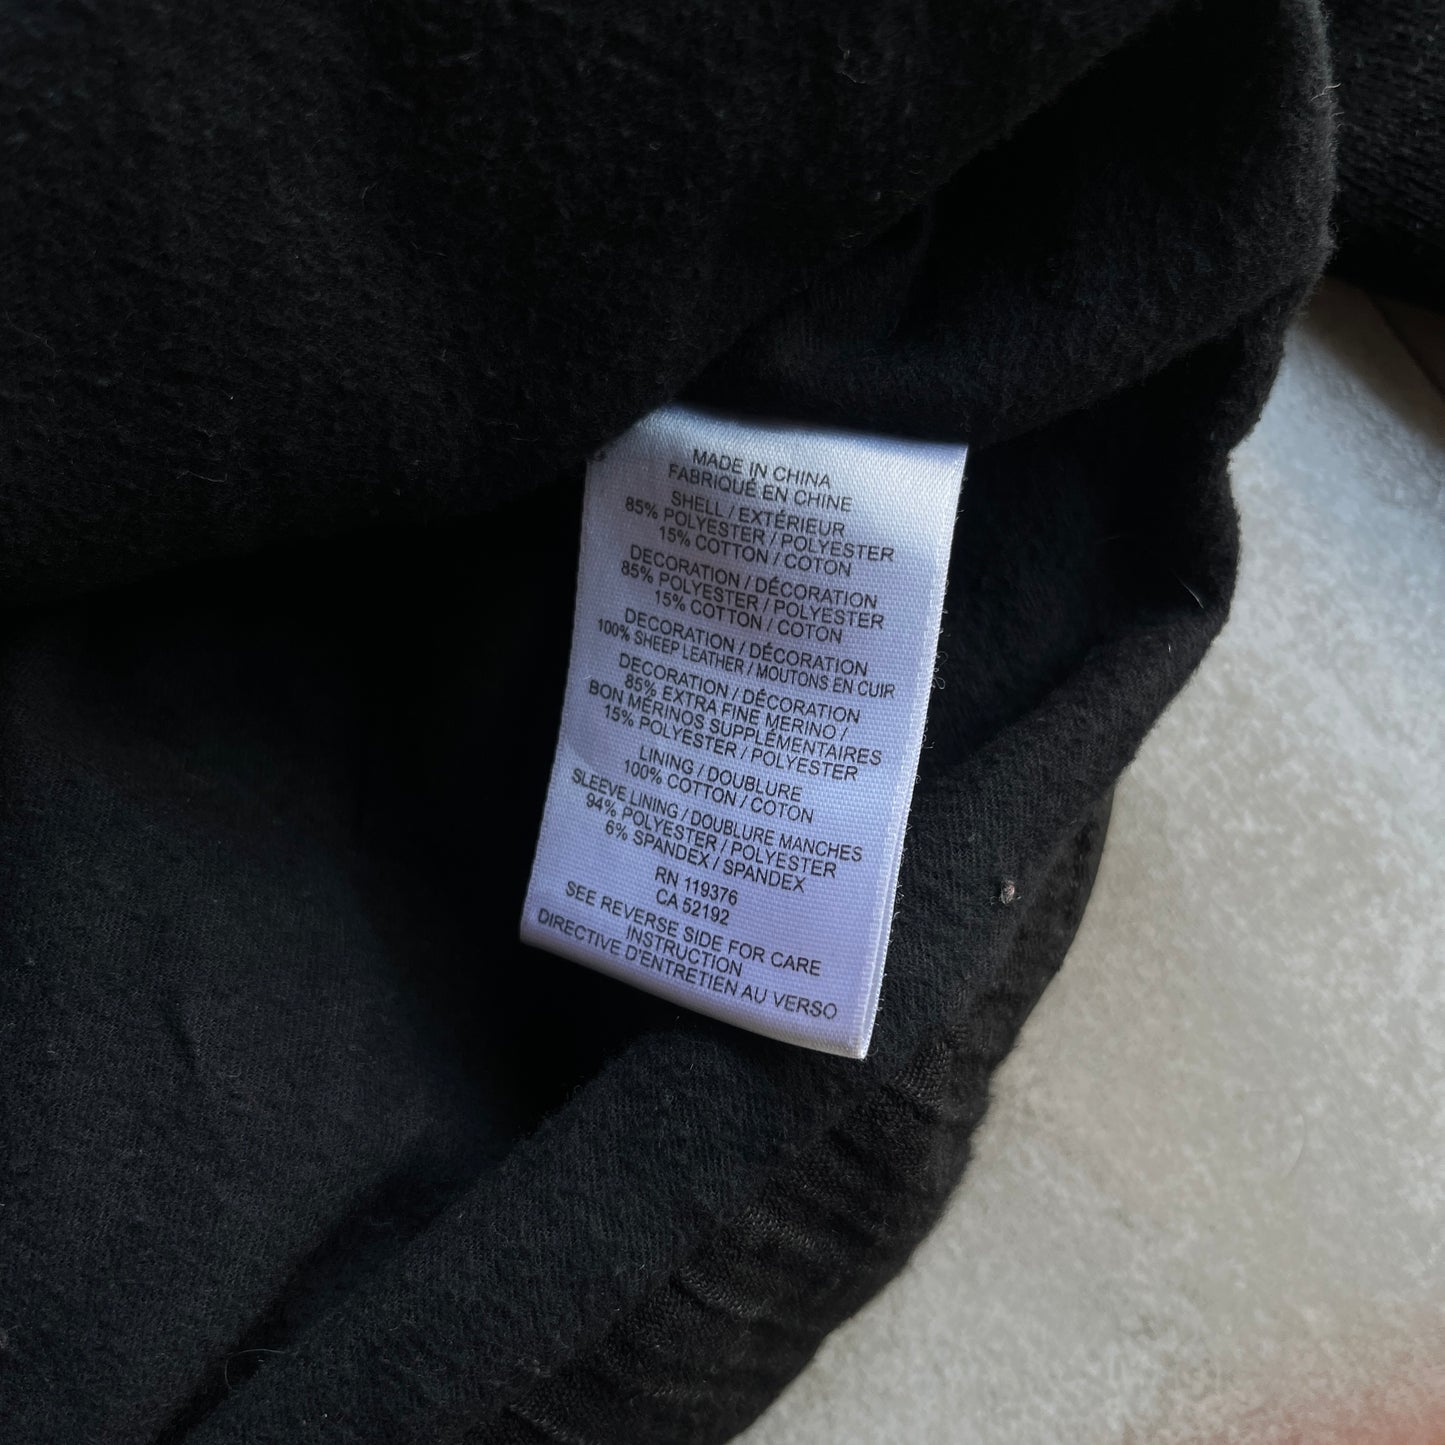 MADE IN CHINA
FABRIQUÉ EN CHINE
SHELL / EXTÉRIEUR
85% POLYESTER / POLYESTER
15% COTTON / COTON
DECORATION / DÉCORATION
85% POLYESTER / POLYESTER
15% COTTON / COTON
DECORATION / DÉCORATION
100% SHEEP LEATHER / MOUTONS EN CUIR
DECORATION / DÉCORATION
85% EXTRA FINE MERINO /
BON MÉRINOS SUPPLÉMENTAIRES
15% POLYESTER / POLYESTER
LINING / DOUBLURE
100% COTTON / COTON
SLEEVE LINING / DOUBLURE MANCHES
94% POLYESTER / POLYESTER
6% SPANDEX / SPANDEX
RN 119376
CA 52192
SEE REVERSE SIDE FOR CARE
INSTRUCTION
DIRECTIVE D'ENTRETIEN AU VERSO